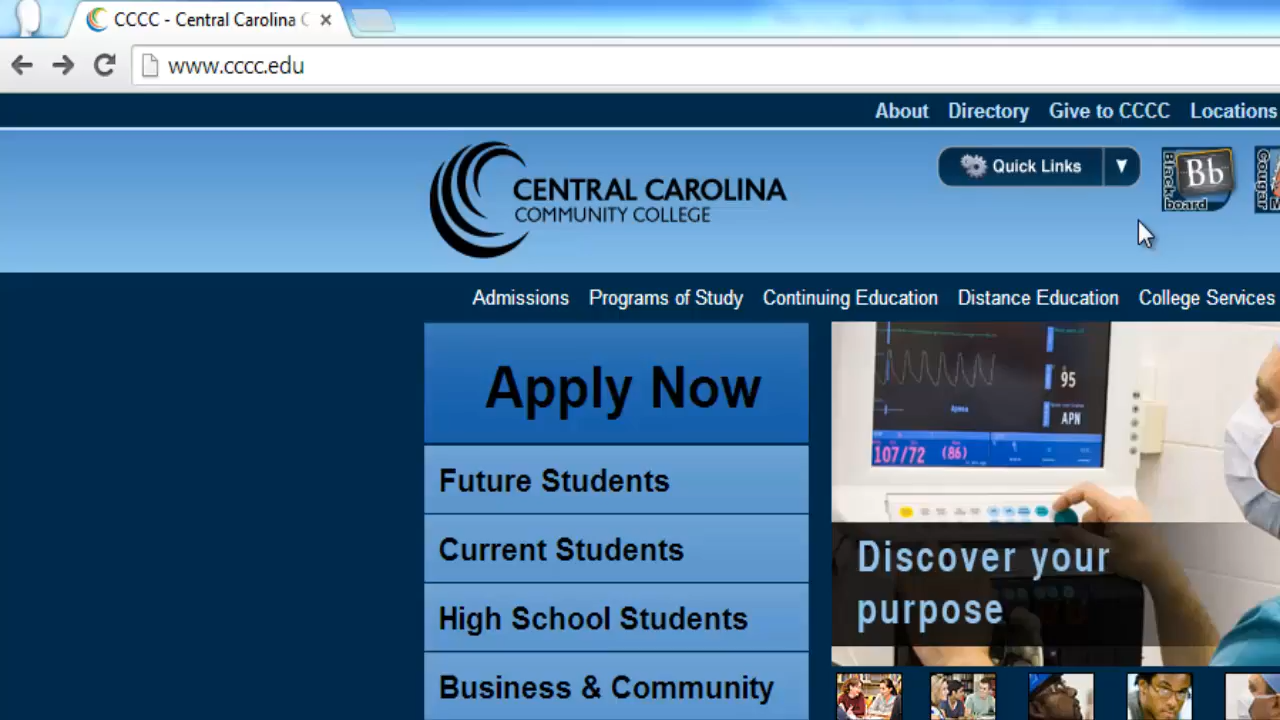 CCCC - Central Carolina C
www.cccc.edu
About Directory Give to CCCC Locations
CENTRAL CAROLINA
COMMUNITY COLLEGE
Quick Links ▼
Blackboard
Bb
Cougar
Admissions Programs of Study Continuing Education Distance Education College Services
Apply Now
Future Students
Current Students
High School Students
Business & Community
95
APN
107/72 (86)
Discover your
purpose